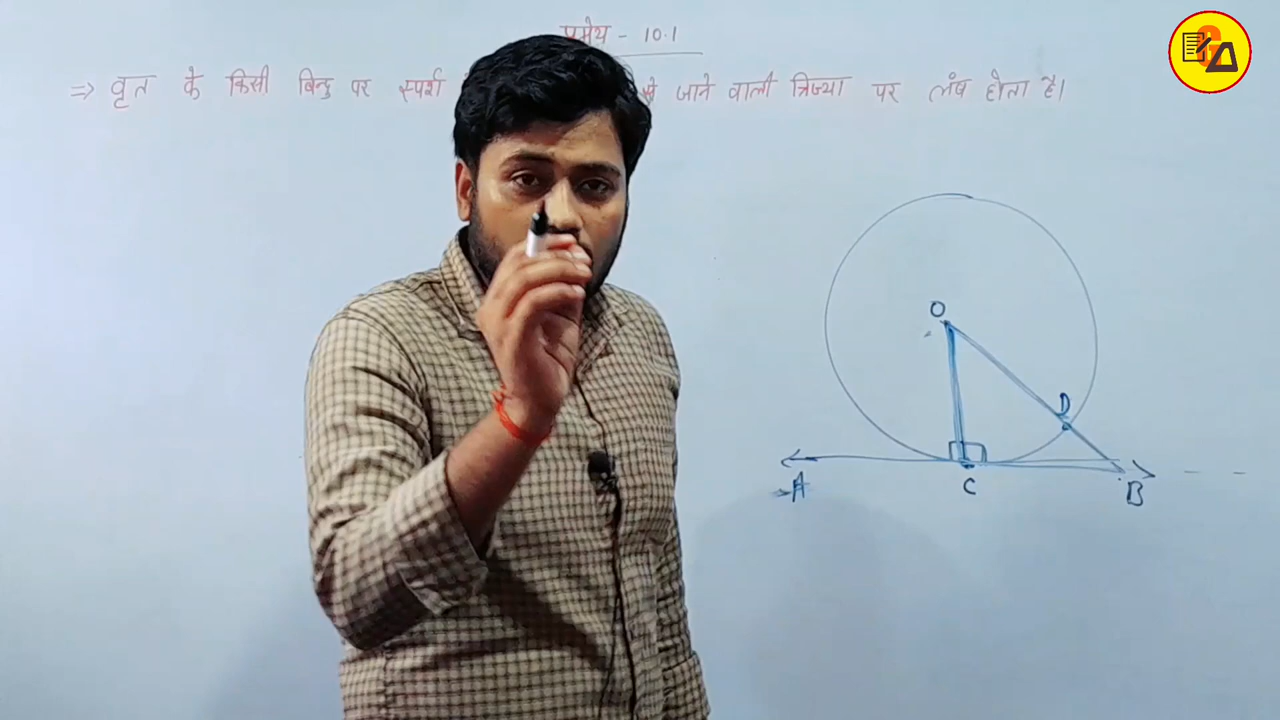 प्रमेय - 10.1
⇒ वृत के किसी बिन्दु पर स्पर्श से जाने वाली त्रिज्या पर लंब होता है।
O
D
A C B